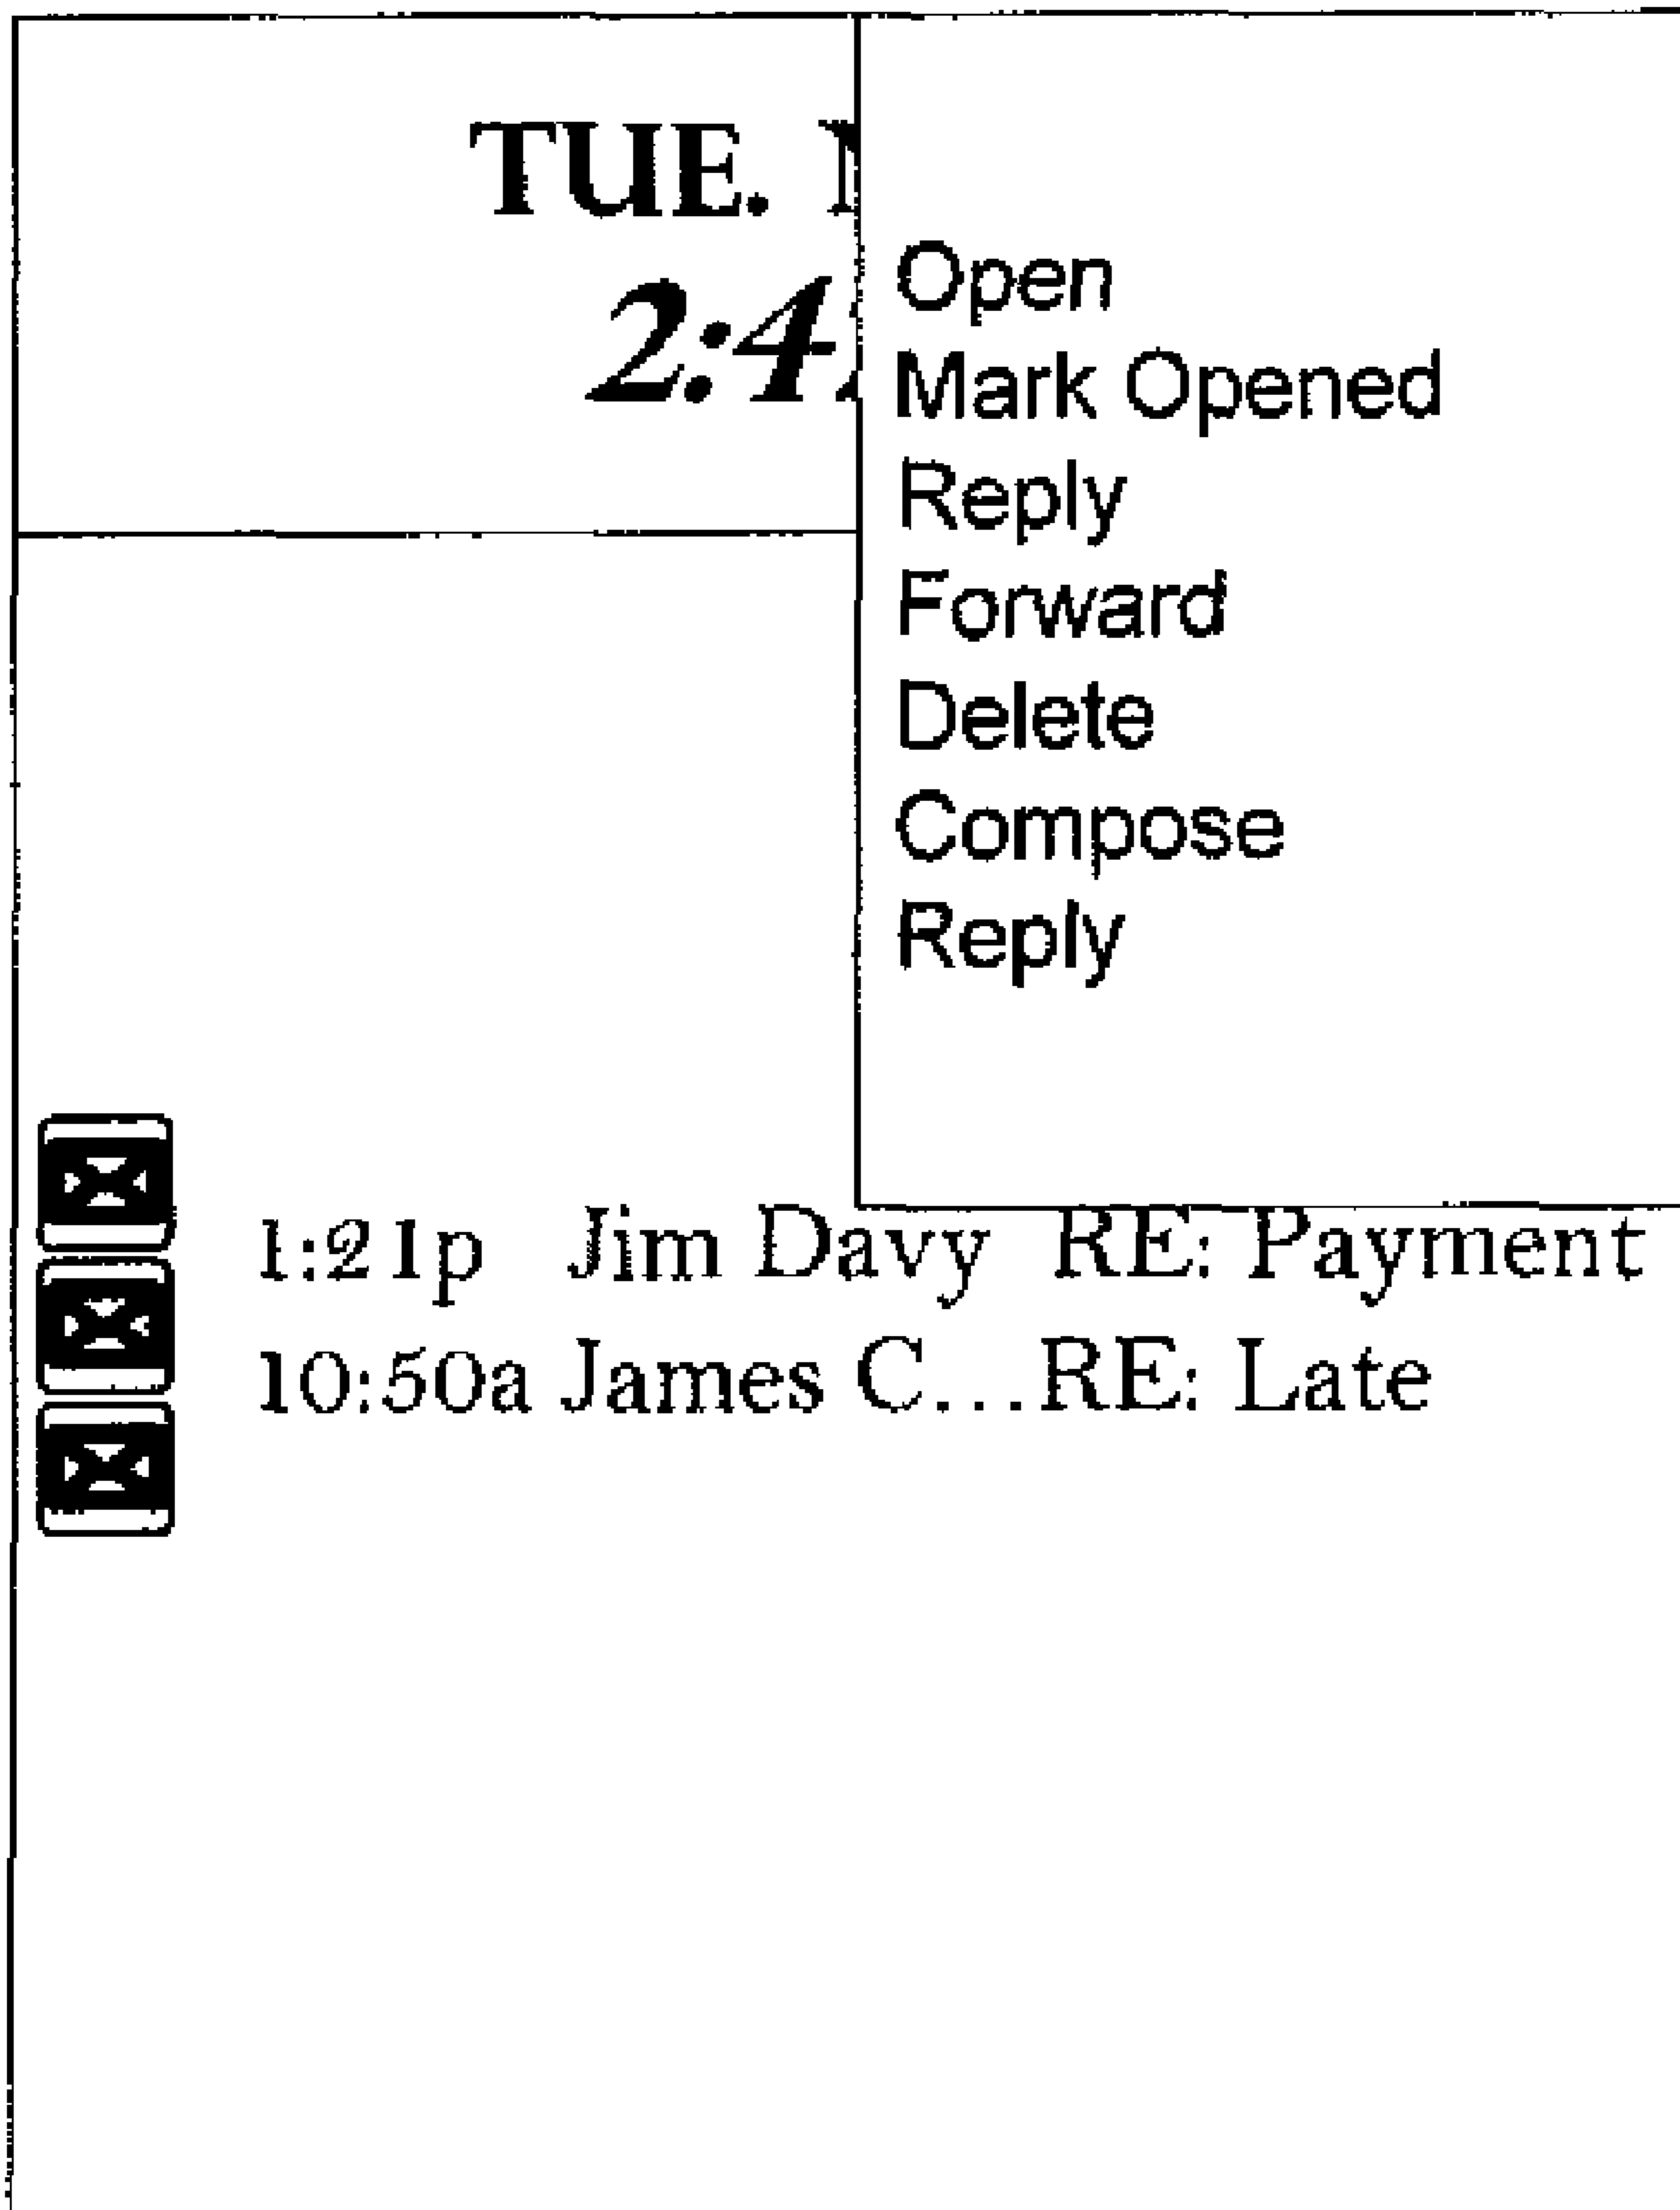 TUE.
2:4
Open
Mark Opened
Reply
Forward
Delete
Compose
Reply
1:21p Jim Davy RE: Payment
10:50a James C...RE: Late